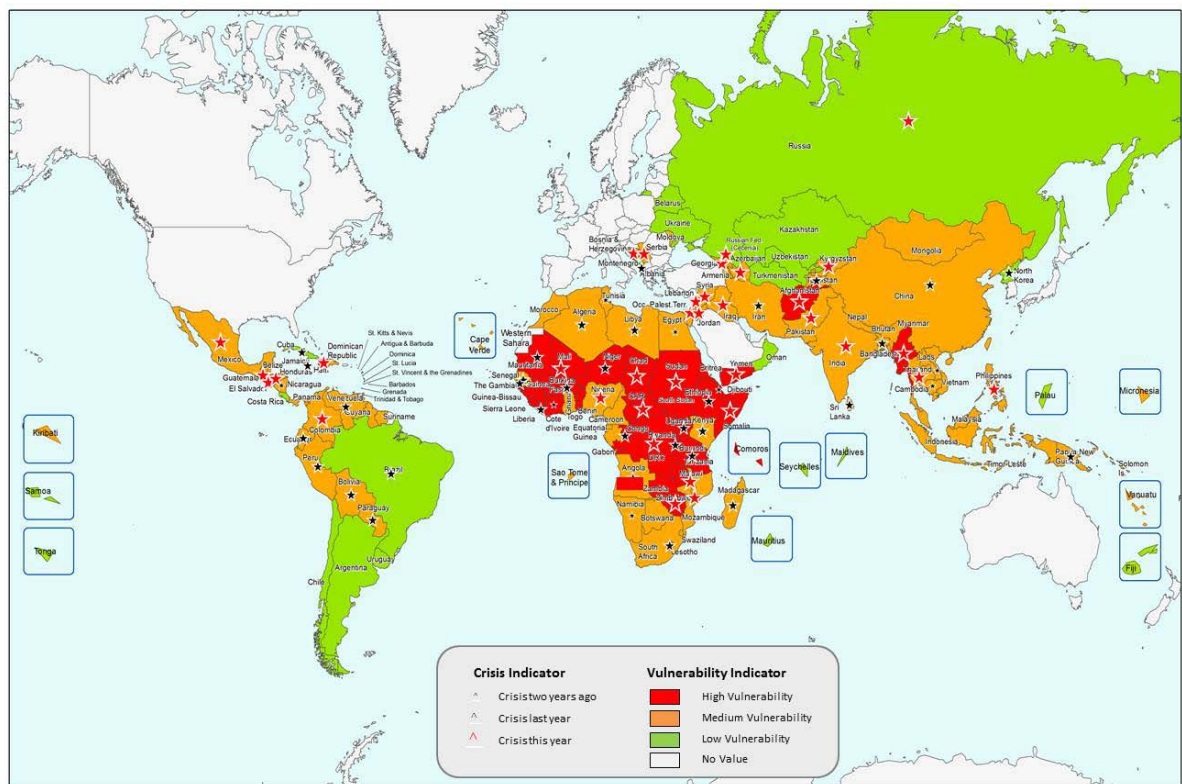 Russia
Belarus
Ukraine
Kazakhstan
Moldova
Bosnia &
Herzegovina
Serbia
Montenegro
Albania
Russian Fed
Georgia
Azerbaijan
Armenia
Uzbekistan
Turkmenistan
Kyrgyzstan
Mongolia
North
Korea
China
Afghanistan
Tunisia
Lebanon
Syria
Occ. Palest.Terr.
Jordan
Iraq
Iran
Pakistan
Nepal
Bhutan
Myanmar
Morocco
Algeria
Libya
Egypt
Western
Sahara
India
Bangladesh
Laos
Cape
Verde
Cuba
Dominican
Republic
Jamaica
Haiti
St. Kitts & Nevis
Antigua & Barbuda
Dominica
St. Lucia
St. Vincent & the Grenadines
Barbados
Grenada
Trinidad & Tobago
Mexico
Belize
Honduras
Guatemala
El Salvador
Nicaragua
Costa Rica
Panama
Venezuela
Guyana
Suriname
Colombia
Ecuador
Peru
Brazil
Bolivia
Paraguay
Uruguay
Argentina
Chile
Mauritania
Mali
Niger
Chad
Sudan
Eritrea
Yemen
Oman
Djibouti
Senegal
The Gambia
Guinea-Bissau
Sierra Leone
Liberia
Cote
d'Ivoire
Togo
Benin
Nigeria
Cameroon
Equatorial
Guinea
Gabon
CAR
South Sudan
Ethiopia
Somalia
Uganda
Kenya
Congo
Rwanda
DRC
Burundi
Tanzania
Angola
Zambia
Malawi
Zimbabwe
Mozambique
Madagascar
Namibia
Botswana
South
Africa
Swaziland
Lesotho
Sao Tome
& Principe
Comoros
Seychelles
Maldives
Mauritius
Sri
Lanka
Cambodia
Vietnam
Philippines
Malaysia
Indonesia
Timor-Leste
Papua New
Guinea
Solomon
Is.
Palau
Micronesia
Vanuatu
Fiji
Kiribati
Samoa
Tonga
Crisis Indicator
Crisis two years ago
Crisis last year
Crisis this year
Vulnerability Indicator
High Vulnerability
Medium Vulnerability
Low Vulnerability
No Value